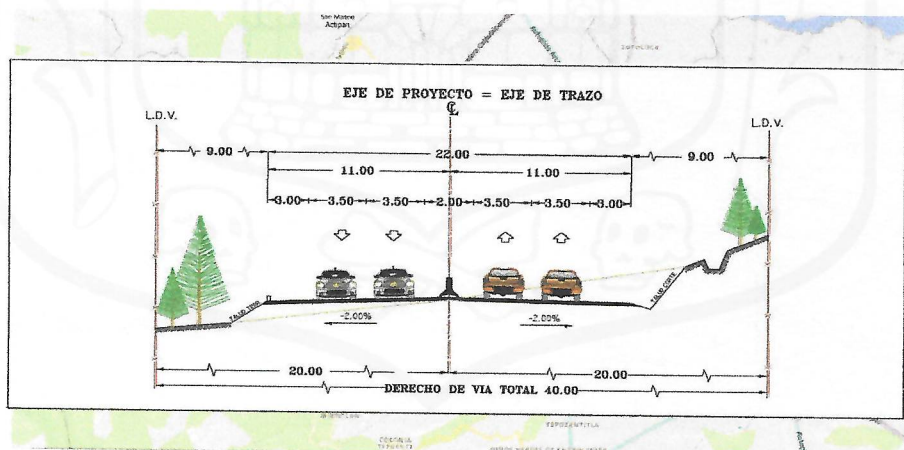 San Mateo
Actipan
EJE DE PROYECTO = EJE DE TRAZO
℄
L.D.V.
L.D.V.
9.00
22.00
9.00
11.00
11.00
3.00
3.50
3.50
2.00
3.50
3.50
3.00
TALUD TERR
TALUD CORTE
-2.00%
-2.00%
20.00
20.00
DERECHO DE VIA TOTAL 40.00